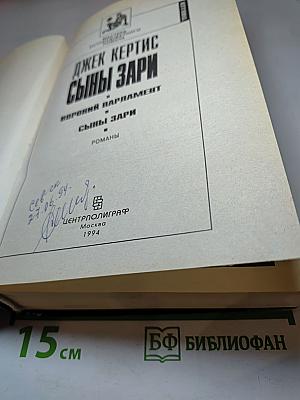 ДЖЕК КЕРТИС
СЫНЫ ЗАРИ
ВОРОНИЙ ПАРЛАМЕНТ
СЫНЫ ЗАРИ
РОМАНЫ
ЦЕНТРПОЛИГРАФ
Москва
1994
15 см
БФ БИБЛИОФАН